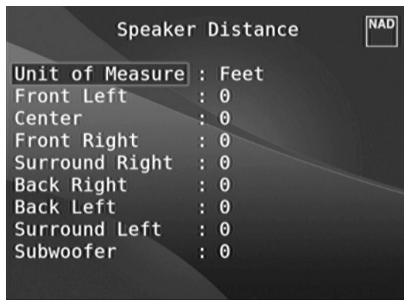 Speaker Distance
NAD
Unit of Measure : Feet
Front Left : 0
Center : 0
Front Right : 0
Surround Right : 0
Back Right : 0
Back Left : 0
Surround Left : 0
Subwoofer : 0